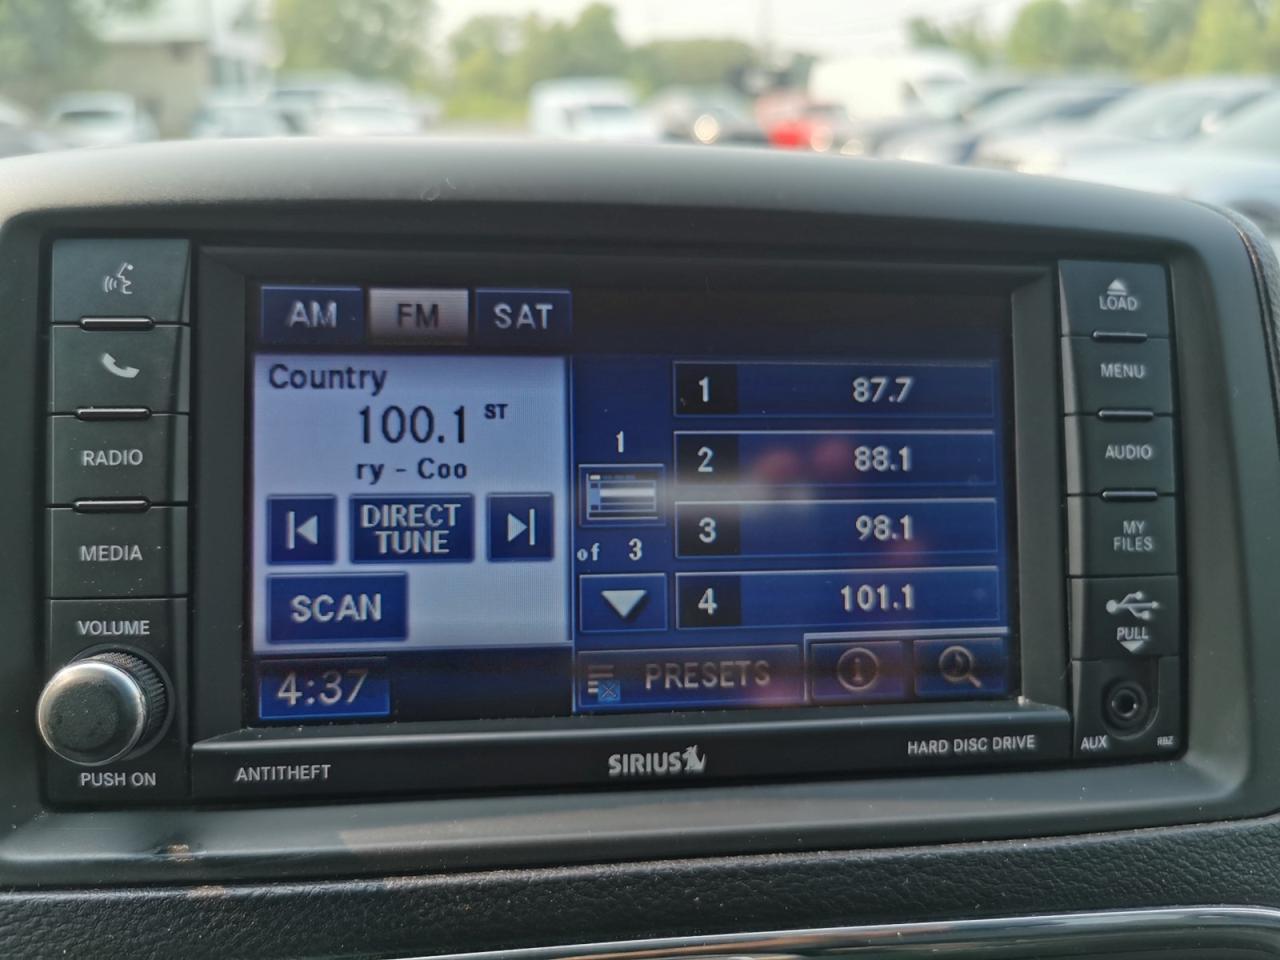 AM FM SAT
Country
100.1 ST
ry - Coo
DIRECT
TUNE
SCAN
4:37
1
of 3
1 87.7
2 88.1
3 98.1
4 101.1
PRESETS
RADIO
MEDIA
VOLUME
PUSH ON
LOAD
MENU
AUDIO
MY
FILES
PULL
AUX RBZ
ANTITHEFT
SIRIUS
HARD DISC DRIVE